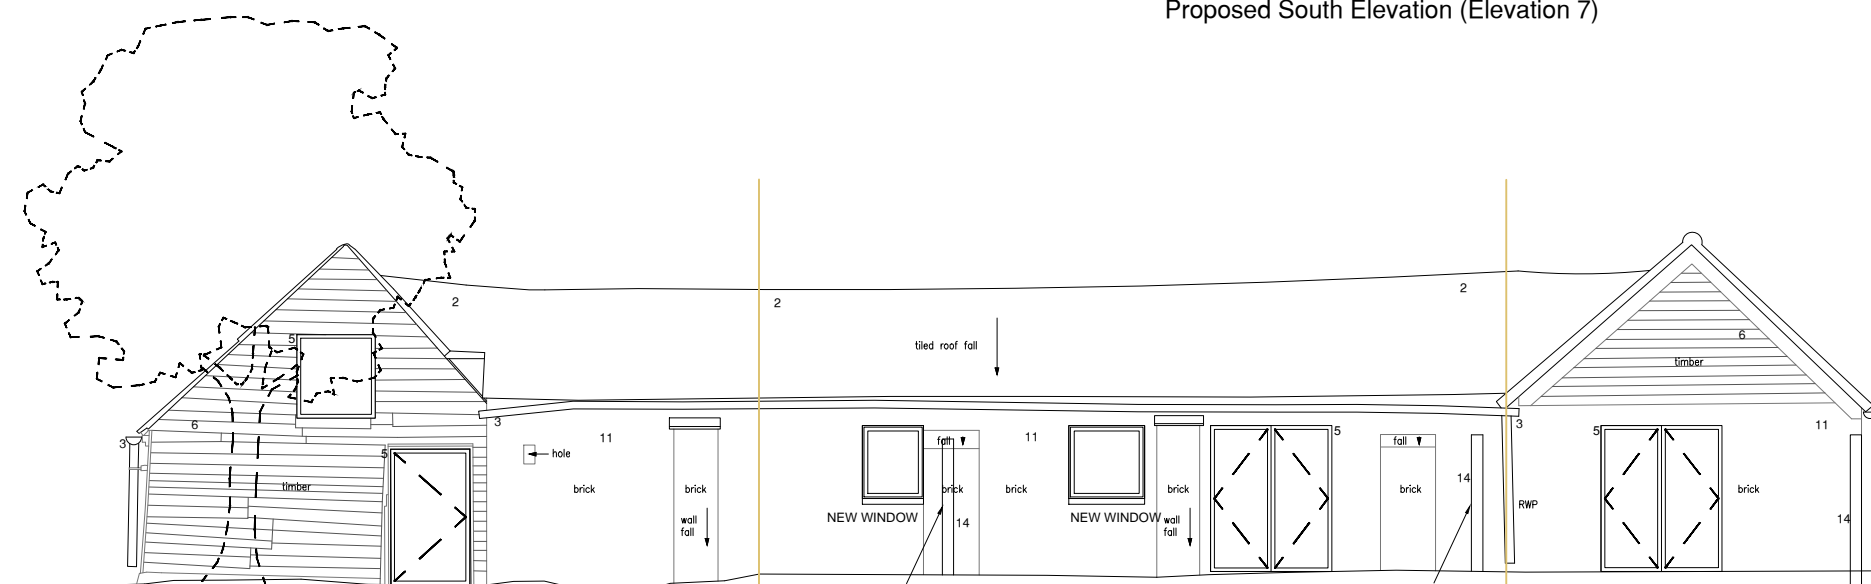 Proposed South Elevation (Elevation 7)
2
2
2
5
6
tiled roof fall
timber
6
3
5
timber
3
hole
11
brick
brick
wall
fall
NEW WINDOW
fall
brick
14
11
brick
NEW WINDOW
brick
wall
fall
5
fall
brick
14
3
RWP
5
brick
11
14